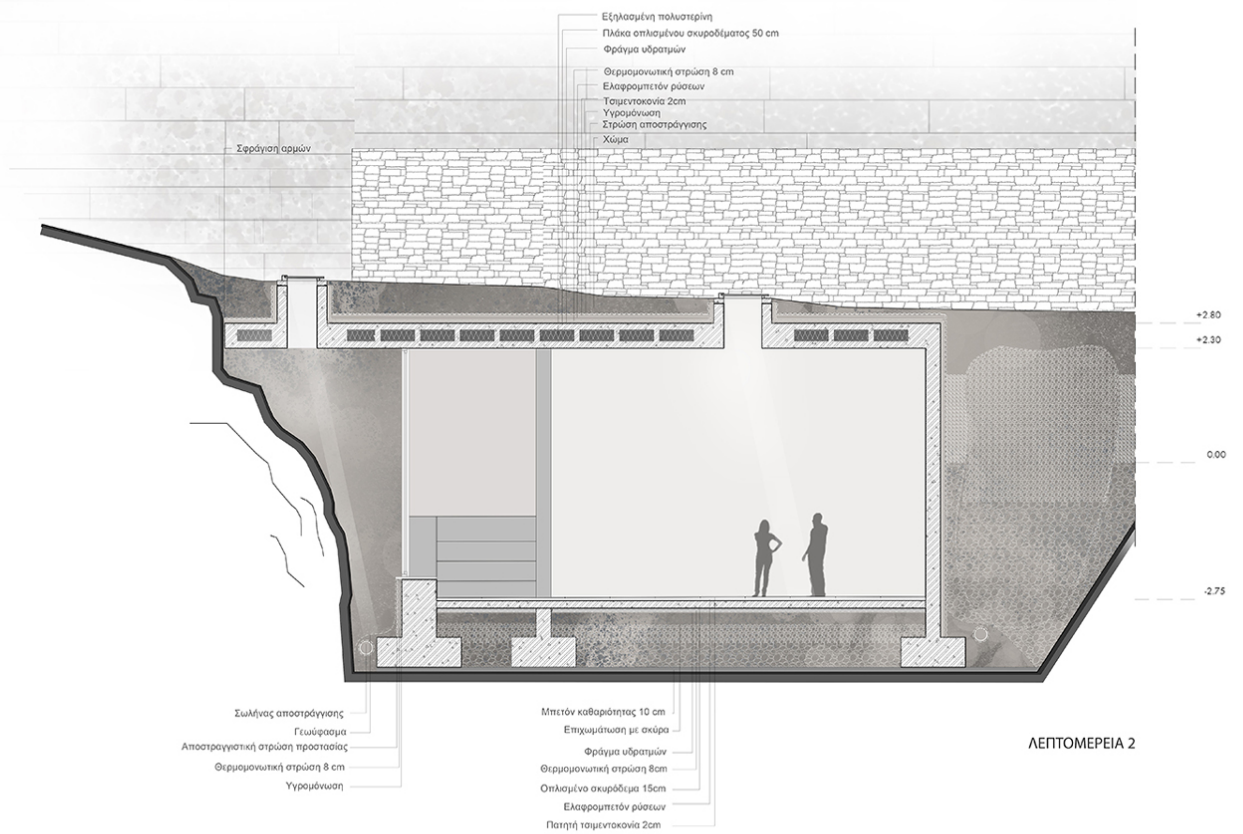 Εξηλασμένη πολυστερίνη
Πλάκα οπλισμένου σκυροδέματος 50 cm
Φράγμα υδρατμών
Θερμομονωτική στρώση 8 cm
Ελαφρομπετόν ρύσεων
Τσιμεντοκονία 2cm
Υγρομόνωση
Στρώση αποστράγγισης
Χώμα
Σφράγιση αρμών
+2.80
+2.30
0.00
-2.75
Σωλήνας αποστράγγισης
Γεωύφασμα
Αποστραγγιστική στρώση προστασίας
Θερμομονωτική στρώση 8 cm
Υγρομόνωση
Μπετόν καθαριότητας 10 cm
Επιχωμάτωση με σκύρα
Φράγμα υδρατμών
Θερμομονωτική στρώση 8cm
Οπλισμένο σκυρόδεμα 15cm
Ελαφρομπετόν ρύσεων
Πατητή τσιμεντοκονία 2cm
ΛΕΠΤΟΜΕΡΕΙΑ 2